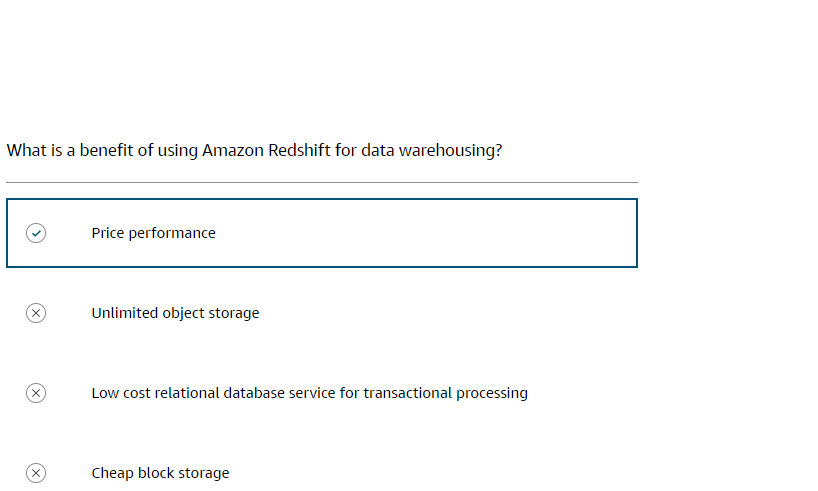 What is a benefit of using Amazon Redshift for data warehousing?
Price performance
Unlimited object storage
Low cost relational database service for transactional processing
Cheap block storage